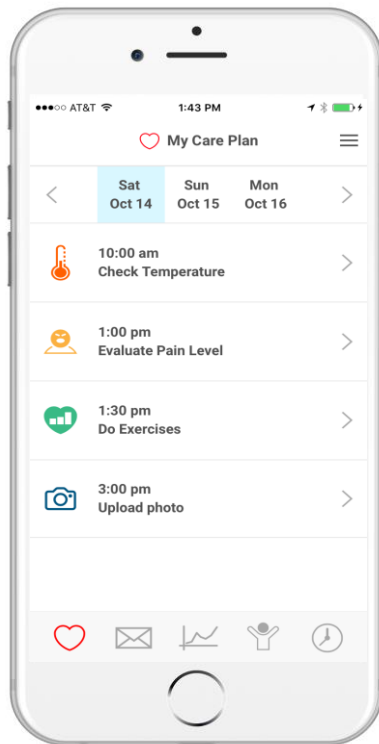 ●●●○○ AT&T 1:43 PM
My Care Plan
Sat Sun Mon
Oct 14 Oct 15 Oct 16
10:00 am
Check Temperature
1:00 pm
Evaluate Pain Level
1:30 pm
Do Exercises
3:00 pm
Upload photo